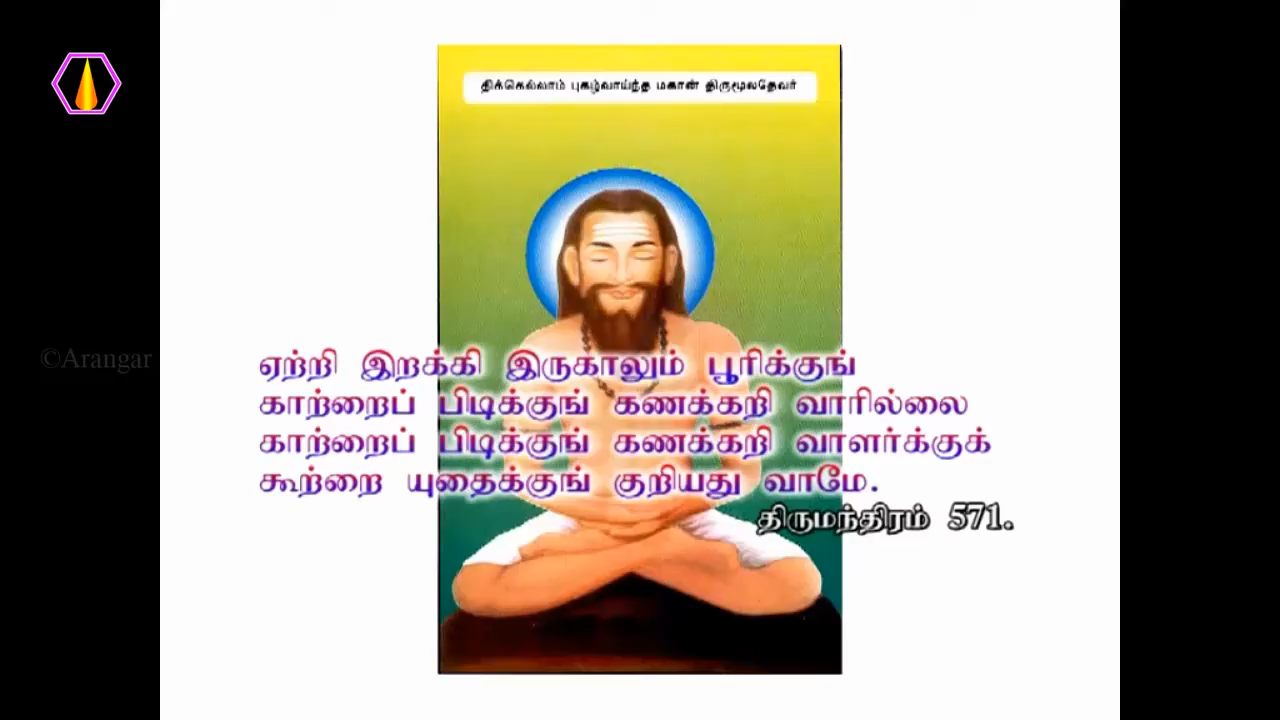 திக்கெல்லாம் புகழ்வாய்ந்த மகான் திருமூலதேவர்
©Arangar
ஏற்றி இறக்கி இருகாலும் பூரிக்குங்
காற்றைப் பிடிக்குங் கணக்கறி வாரில்லை
காற்றைப் பிடிக்குங் கணக்கறி வாளர்க்குக்
கூற்றை யுதைக்குங் குறியது வாமே.
திருமந்திரம் 571.